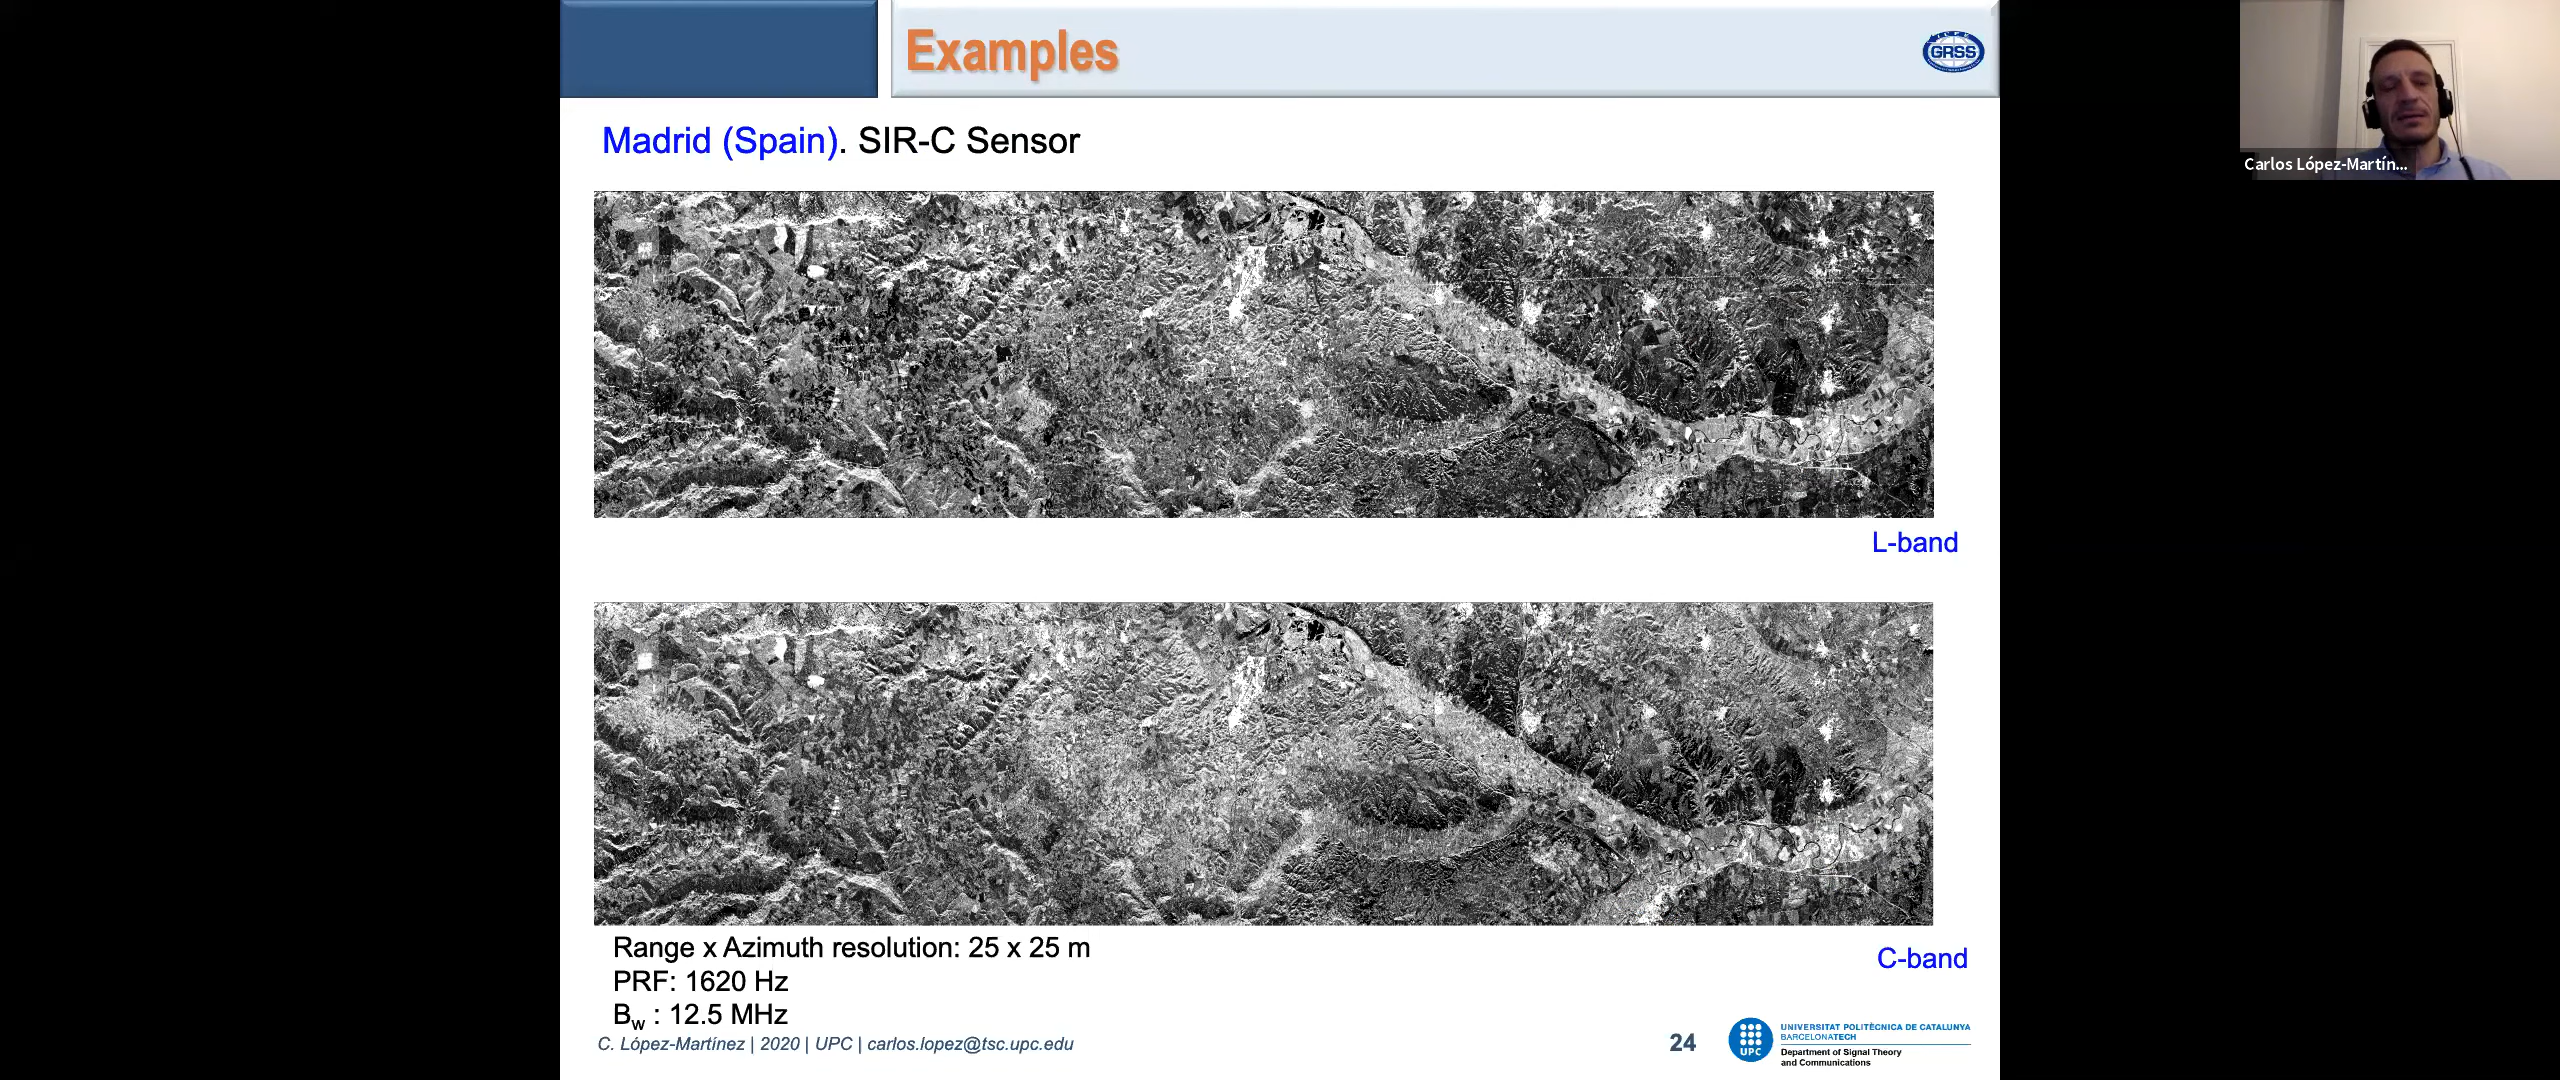 Examples
GRSS
Carlos López-Martín...
Madrid (Spain). SIR-C Sensor
L-band
C-band
Range x Azimuth resolution: 25 x 25 m
PRF: 1620 Hz
Bw : 12.5 MHz
C. López-Martínez | 2020 | UPC | carlos.lopez@tsc.upc.edu
24
UPC
UNIVERSITAT POLITÈCNICA DE CATALUNYA
BARCELONATECH
Department of Signal Theory
and Communications